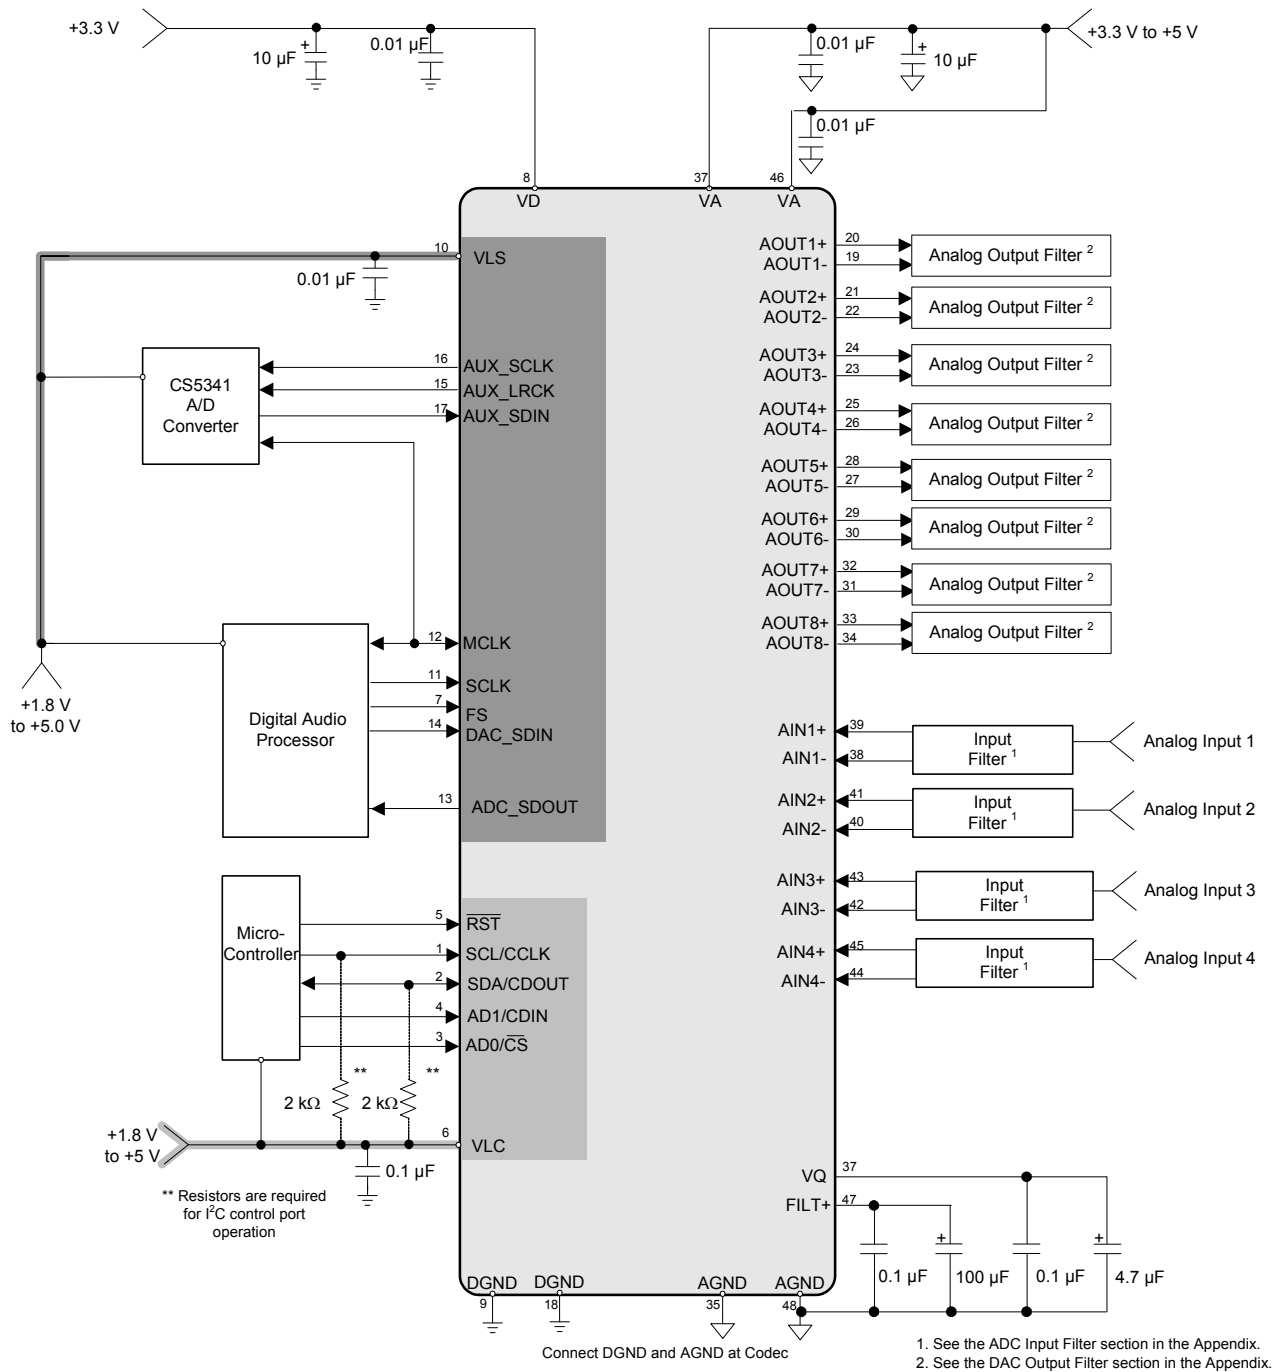 +3.3 V
10 µF
+
0.01 µF
0.01 µF
+
10 µF
+3.3 V to +5 V
0.01 µF
8
VD
37
VA
46
VA
10
VLS
0.01 µF
CS5341
A/D
Converter
16
AUX_SCLK
15
AUX_LRCK
17
AUX_SDIN
+1.8 V
to +5.0 V
Digital Audio
Processor
12
MCLK
11
SCLK
7
FS
14
DAC_SDIN
13
ADC_SDOUT
Micro-
Controller
5
RST
1
SCL/CCLK
2
SDA/CDOUT
4
AD1/CDIN
3
AD0/CS
**
**
2 kΩ
2 kΩ
+1.8 V
to +5 V
6
VLC
0.1 µF
** Resistors are required
for I²C control port
operation
AOUT1+
20
AOUT1-
19
Analog Output Filter ²
AOUT2+
21
AOUT2-
22
Analog Output Filter ²
AOUT3+
24
AOUT3-
23
Analog Output Filter ²
AOUT4+
25
AOUT4-
26
Analog Output Filter ²
AOUT5+
28
AOUT5-
27
Analog Output Filter ²
AOUT6+
29
AOUT6-
30
Analog Output Filter ²
AOUT7+
32
AOUT7-
31
Analog Output Filter ²
AOUT8+
33
AOUT8-
34
Analog Output Filter ²
AIN1+
39
AIN1-
38
Input
Filter ¹
Analog Input 1
AIN2+
41
AIN2-
40
Input
Filter ¹
Analog Input 2
AIN3+
43
AIN3-
42
Input
Filter ¹
Analog Input 3
AIN4+
45
AIN4-
44
Input
Filter ¹
Analog Input 4
VQ
37
FILT+
47
0.1 µF
+
100 µF
0.1 µF
+
4.7 µF
DGND
9
DGND
18
AGND
35
AGND
48
Connect DGND and AGND at Codec
1. See the ADC Input Filter section in the Appendix.
2. See the DAC Output Filter section in the Appendix.